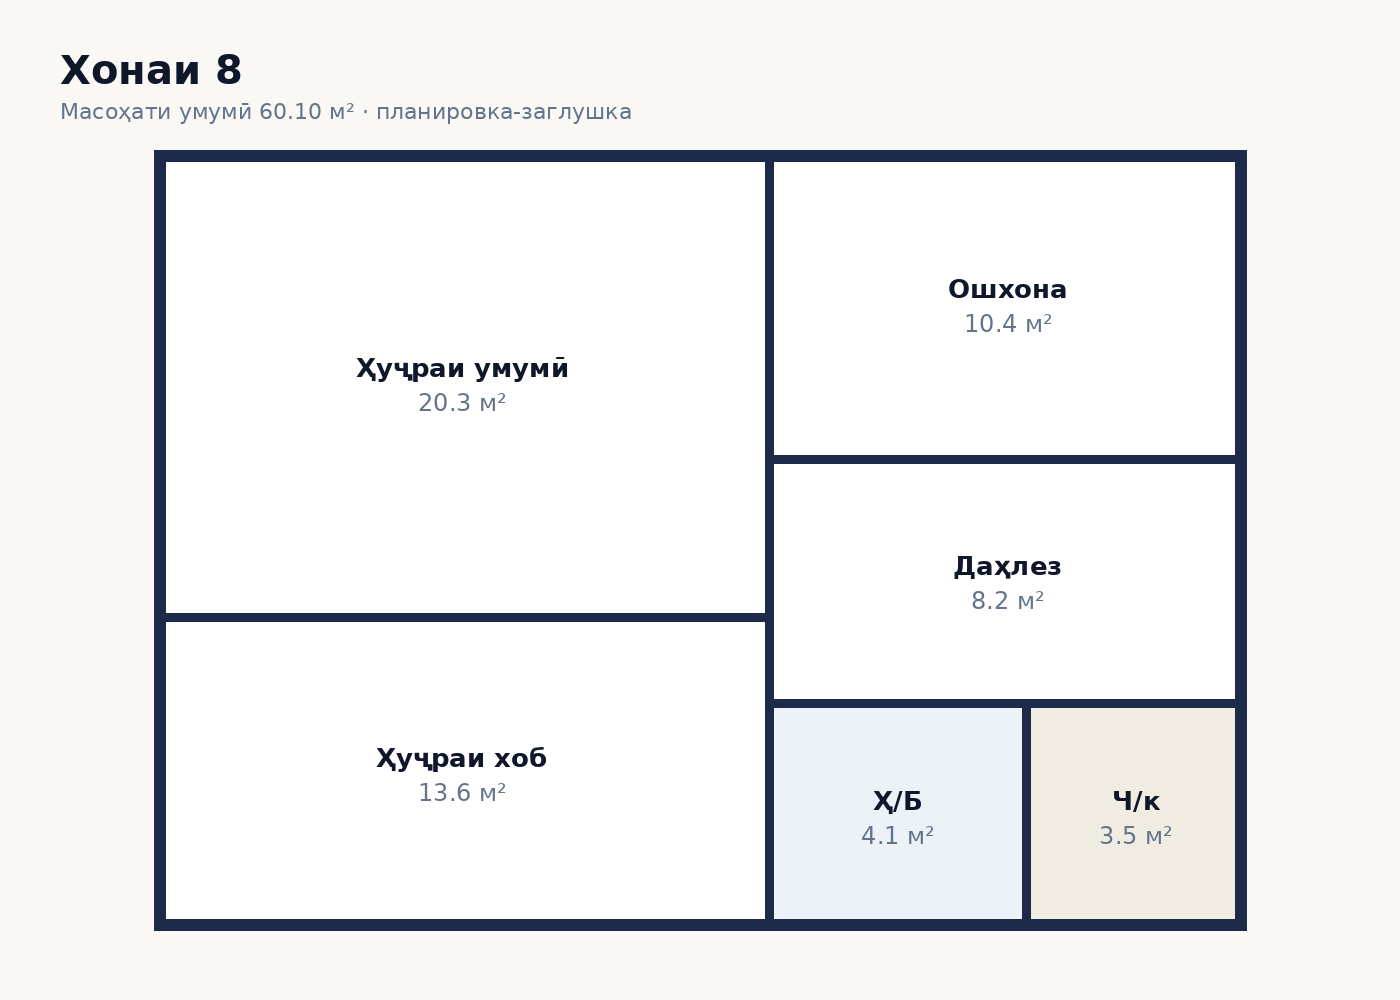 Хонаи 8
Масоҳати умумӣ 60.10 м² · планировка-заглушка
Ҳуҷраи умумӣ
20.3 м²
Ошхона
10.4 м²
Даҳлез
8.2 м²
Ҳуҷраи хоб
13.6 м²
Ҳ/Б
4.1 м²
Ч/к
3.5 м²